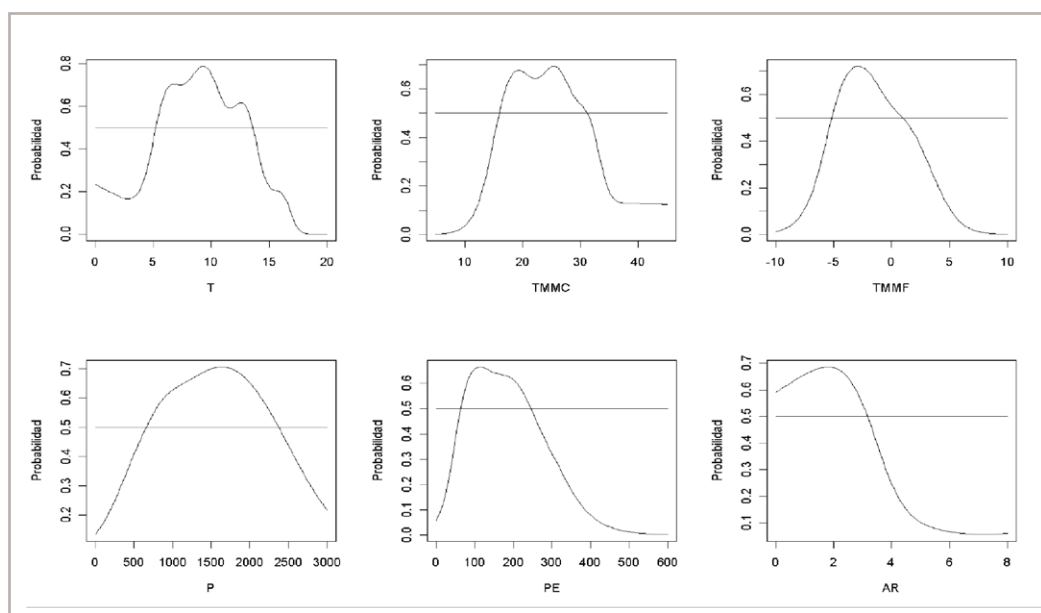 Probabilidad
0.0 0.2 0.4 0.6 0.8
0 5 10 15 20
T
Probabilidad
0.0 0.2 0.4 0.6
10 20 30 40
TMMC
Probabilidad
0.0 0.2 0.4 0.6
-10 -5 0 5 10
TMMF
Probabilidad
0.2 0.3 0.4 0.5 0.6 0.7
0 500 1000 1500 2000 2500 3000
P
Probabilidad
0.0 0.1 0.2 0.3 0.4 0.5 0.6
0 100 200 300 400 500 600
PE
Probabilidad
0.1 0.2 0.3 0.4 0.5 0.6 0.7
0 2 4 6 8
AR